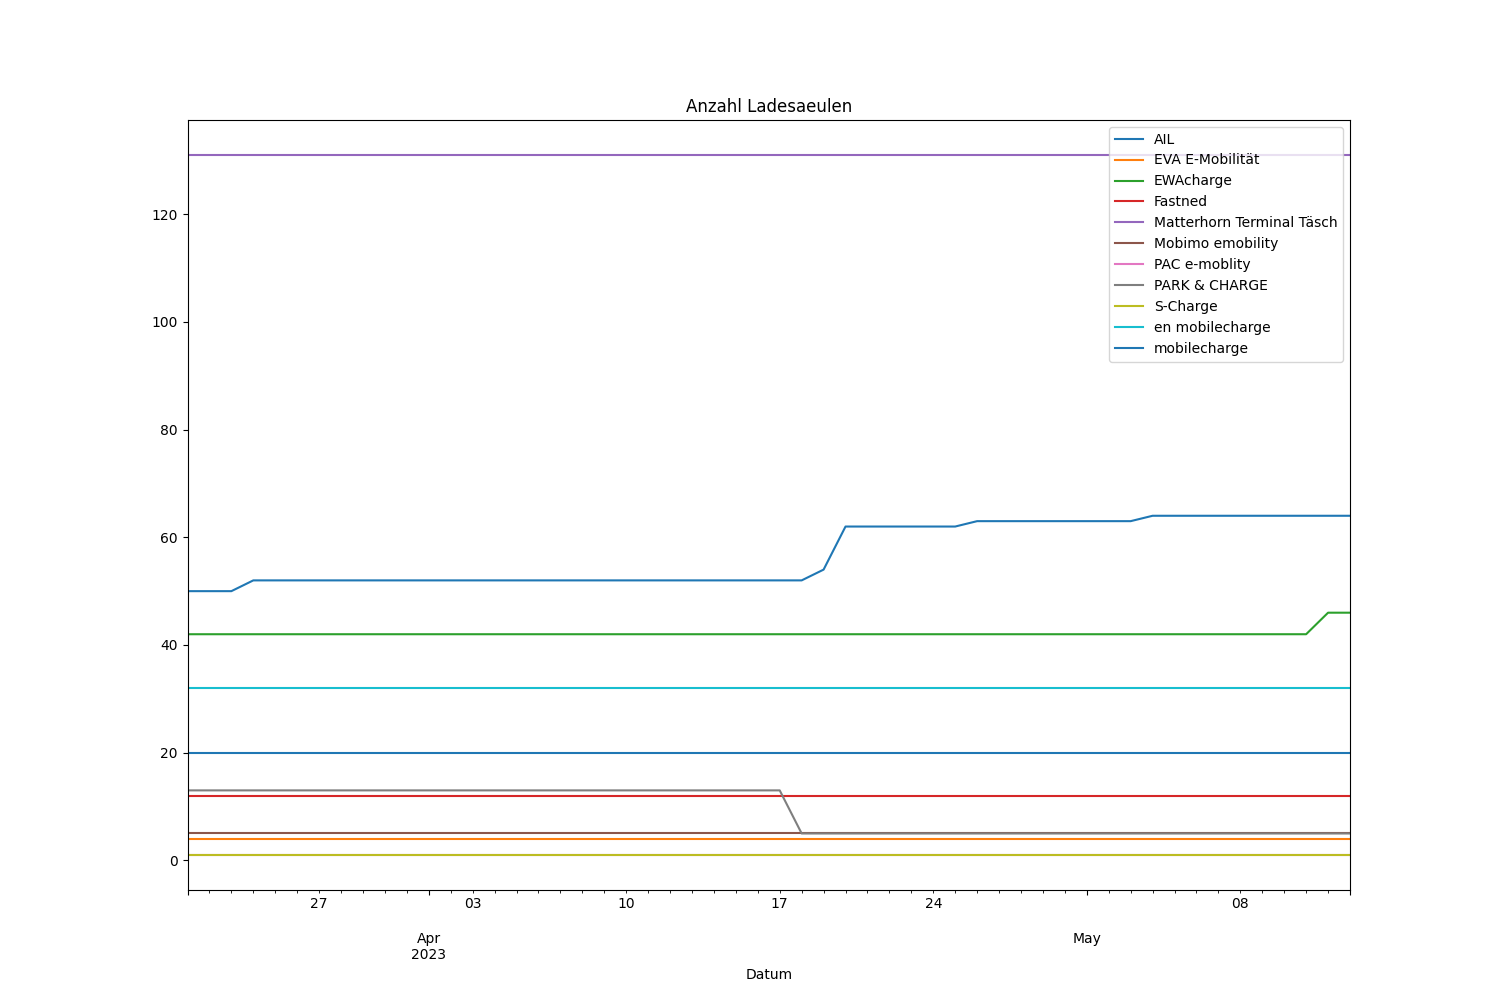 Anzahl Ladesaeulen
AIL
EVA E-Mobilität
EWAcharge
Fastned
Matterhorn Terminal Täsch
Mobimo emobility
PAC e-moblity
PARK & CHARGE
S-Charge
en mobilecharge
mobilecharge
120
100
80
60
40
20
0
27 03 10 17 24 08
Apr May
2023
Datum